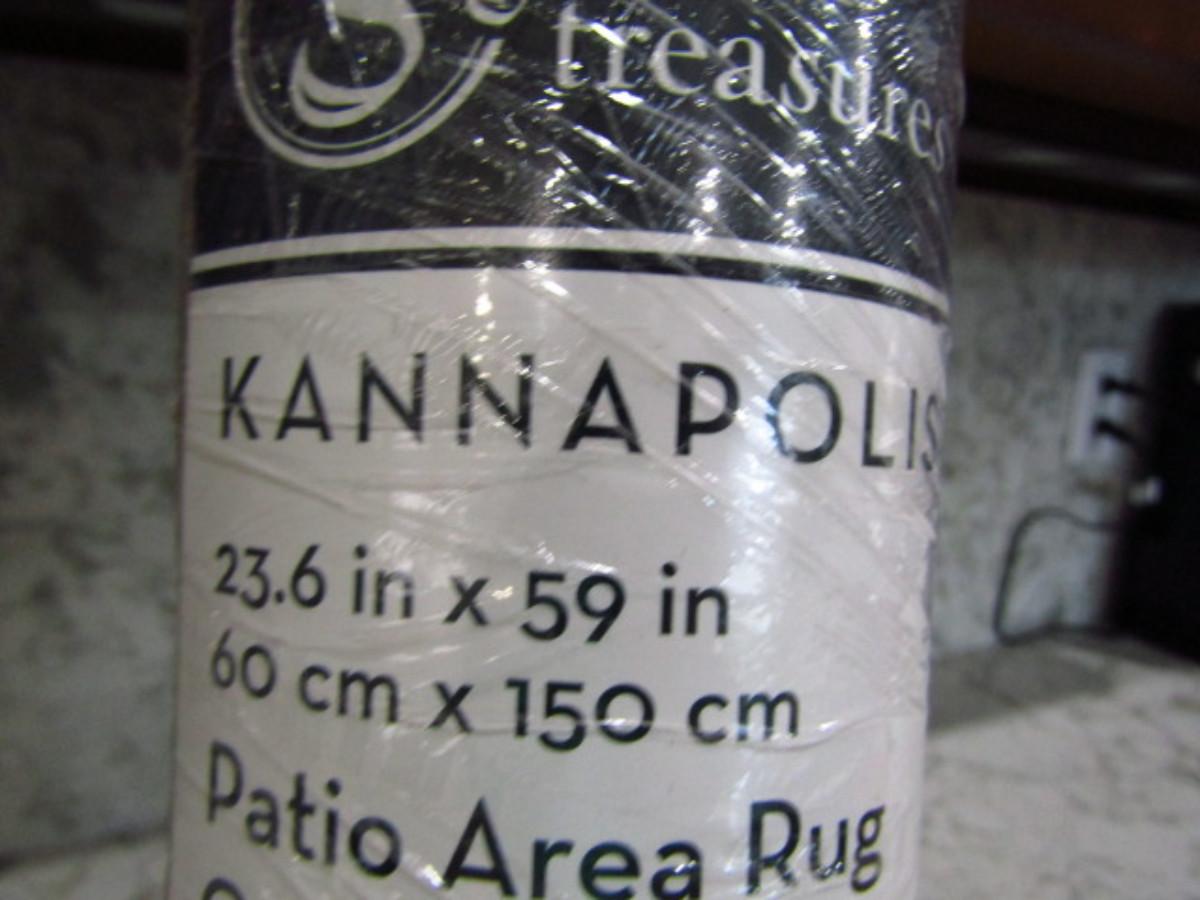 treasures
KANNAPOLIS
23.6 in x 59 in
60 cm x 150 cm
Patio Area Rug